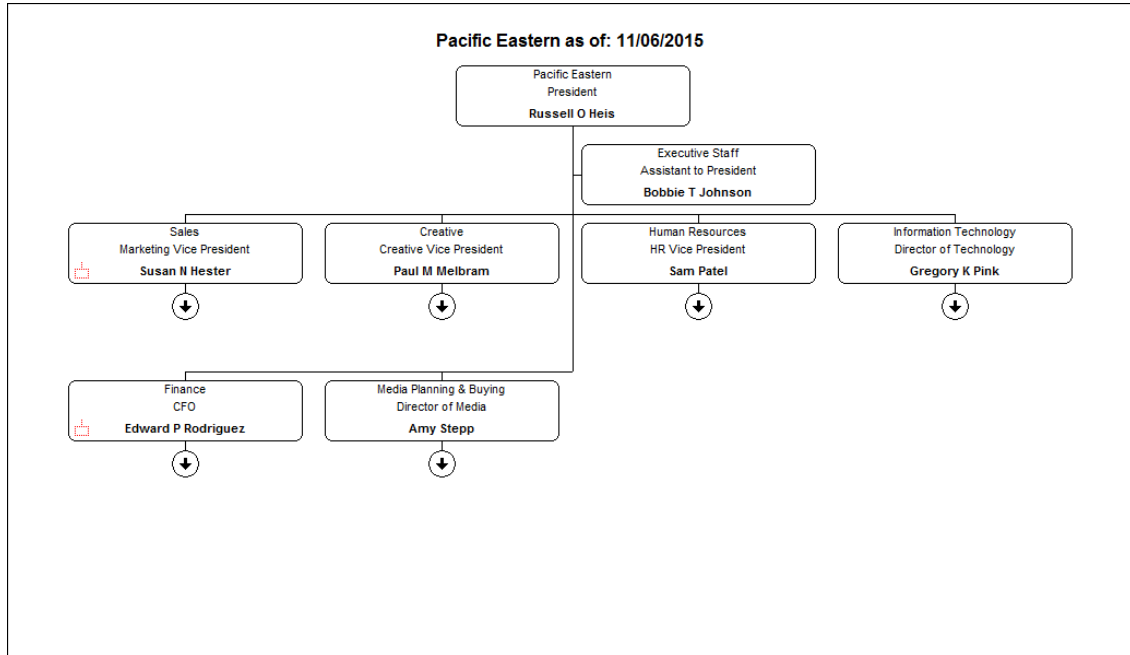 Pacific Eastern as of: 11/06/2015
Pacific Eastern
President
Russell O Heis
Executive Staff
Assistant to President
Bobbie T Johnson
Sales
Marketing Vice President
Susan N Hester
Creative
Creative Vice President
Paul M Melbram
Human Resources
HR Vice President
Sam Patel
Information Technology
Director of Technology
Gregory K Pink
Finance
CFO
Edward P Rodriguez
Media Planning & Buying
Director of Media
Amy Stepp